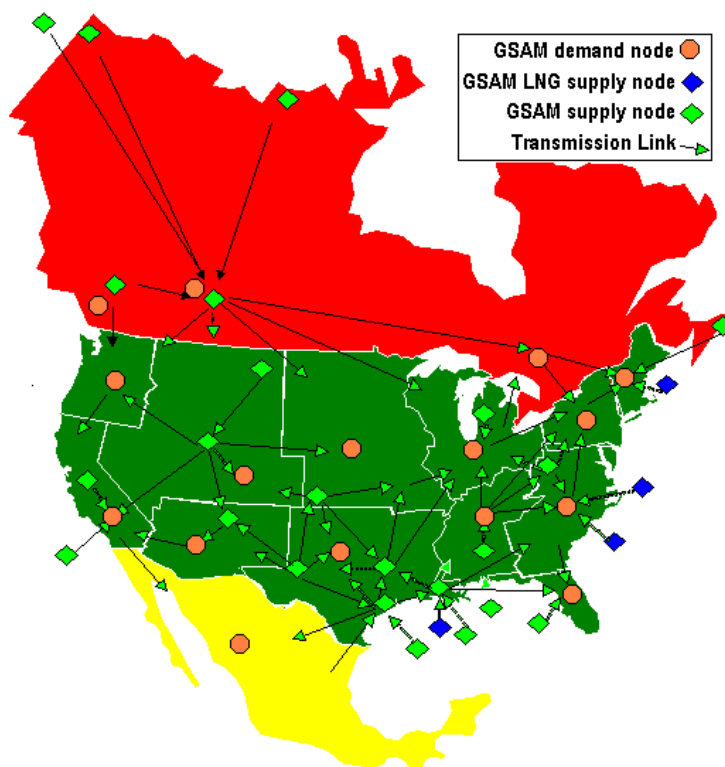 GSAM demand node
GSAM LNG supply node
GSAM supply node
Transmission Link